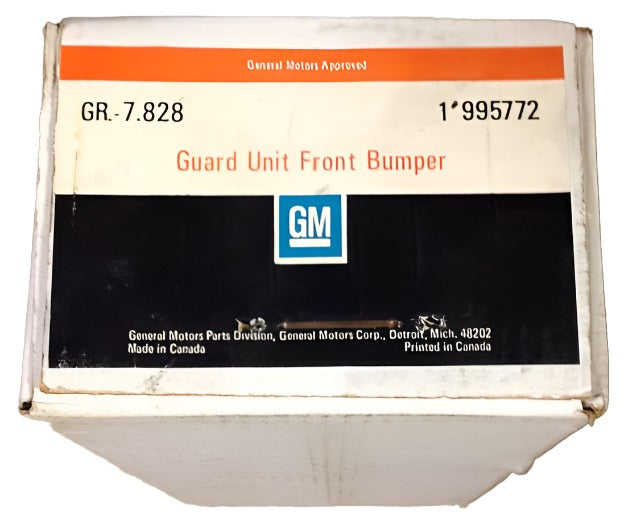 General Motors Approved
GR.-7.828 1 995772
Guard Unit Front Bumper
GM
General Motors Parts Division, General Motors Corp., Detroit, Mich. 48202
Made in Canada Printed in Canada